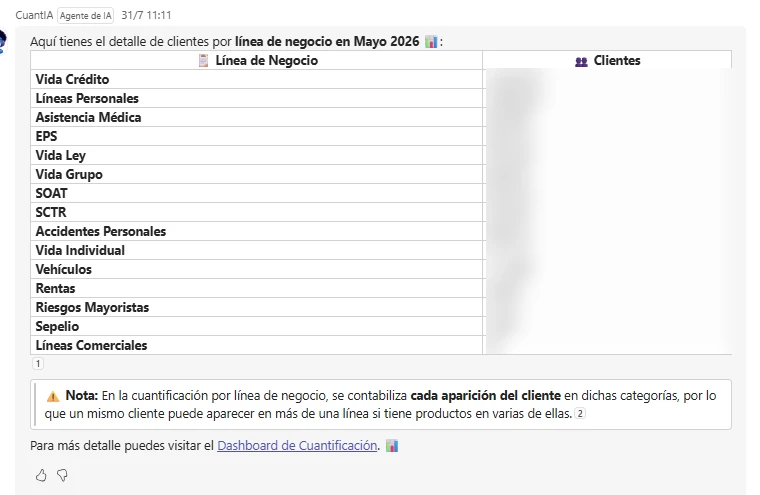 CuantIA Agente de IA 31/7 11:11
Aquí tienes el detalle de clientes por línea de negocio en Mayo 2026 📊:
📋 Línea de Negocio 👥 Clientes
Vida Crédito
Líneas Personales
Asistencia Médica
EPS
Vida Ley
Vida Grupo
SOAT
SCTR
Accidentes Personales
Vida Individual
Vehículos
Rentas
Riesgos Mayoristas
Sepelio
Líneas Comerciales
1
⚠️ Nota: En la cuantificación por línea de negocio, se contabiliza cada aparición del cliente en dichas categorías, por lo
que un mismo cliente puede aparecer en más de una línea si tiene productos en varias de ellas. 2
Para más detalle puedes visitar el Dashboard de Cuantificación. 📊